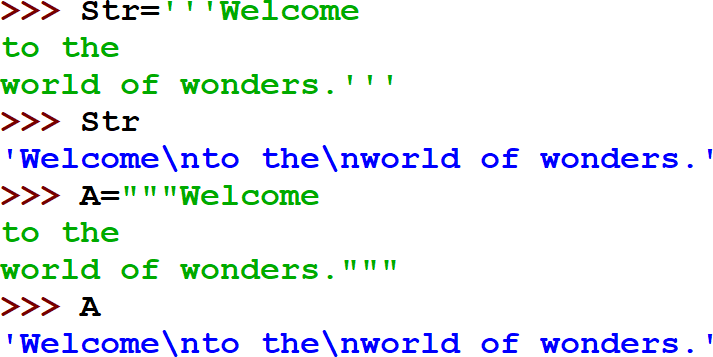 >>> Str='''Welcome
to the
world of wonders.'''
>>> Str
'Welcome\nto the\nworld of wonders.'
>>> A="""Welcome
to the
world of wonders."""
>>> A
'Welcome\nto the\nworld of wonders.'